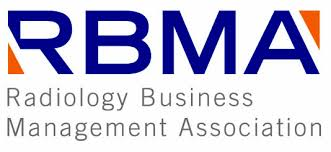 RBMA
Radiology Business
Management Association